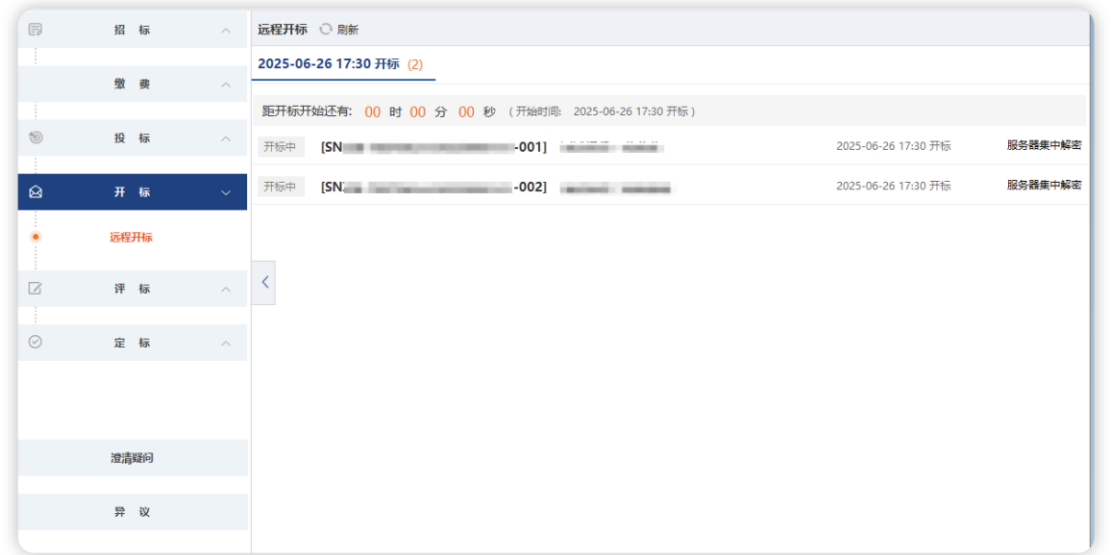 招 标
缴 费
投 标
开 标
远程开标
评 标
定 标
澄清疑问
异 议
远程开标 刷新
2025-06-26 17:30 开标 (2)
距开标开始还有: 00 时 00 分 00 秒 ( 开始时间: 2025-06-26 17:30 开标 )
开标中 [SN -001] 2025-06-26 17:30 开标 服务器集中解密
开标中 [SN -002] 2025-06-26 17:30 开标 服务器集中解密